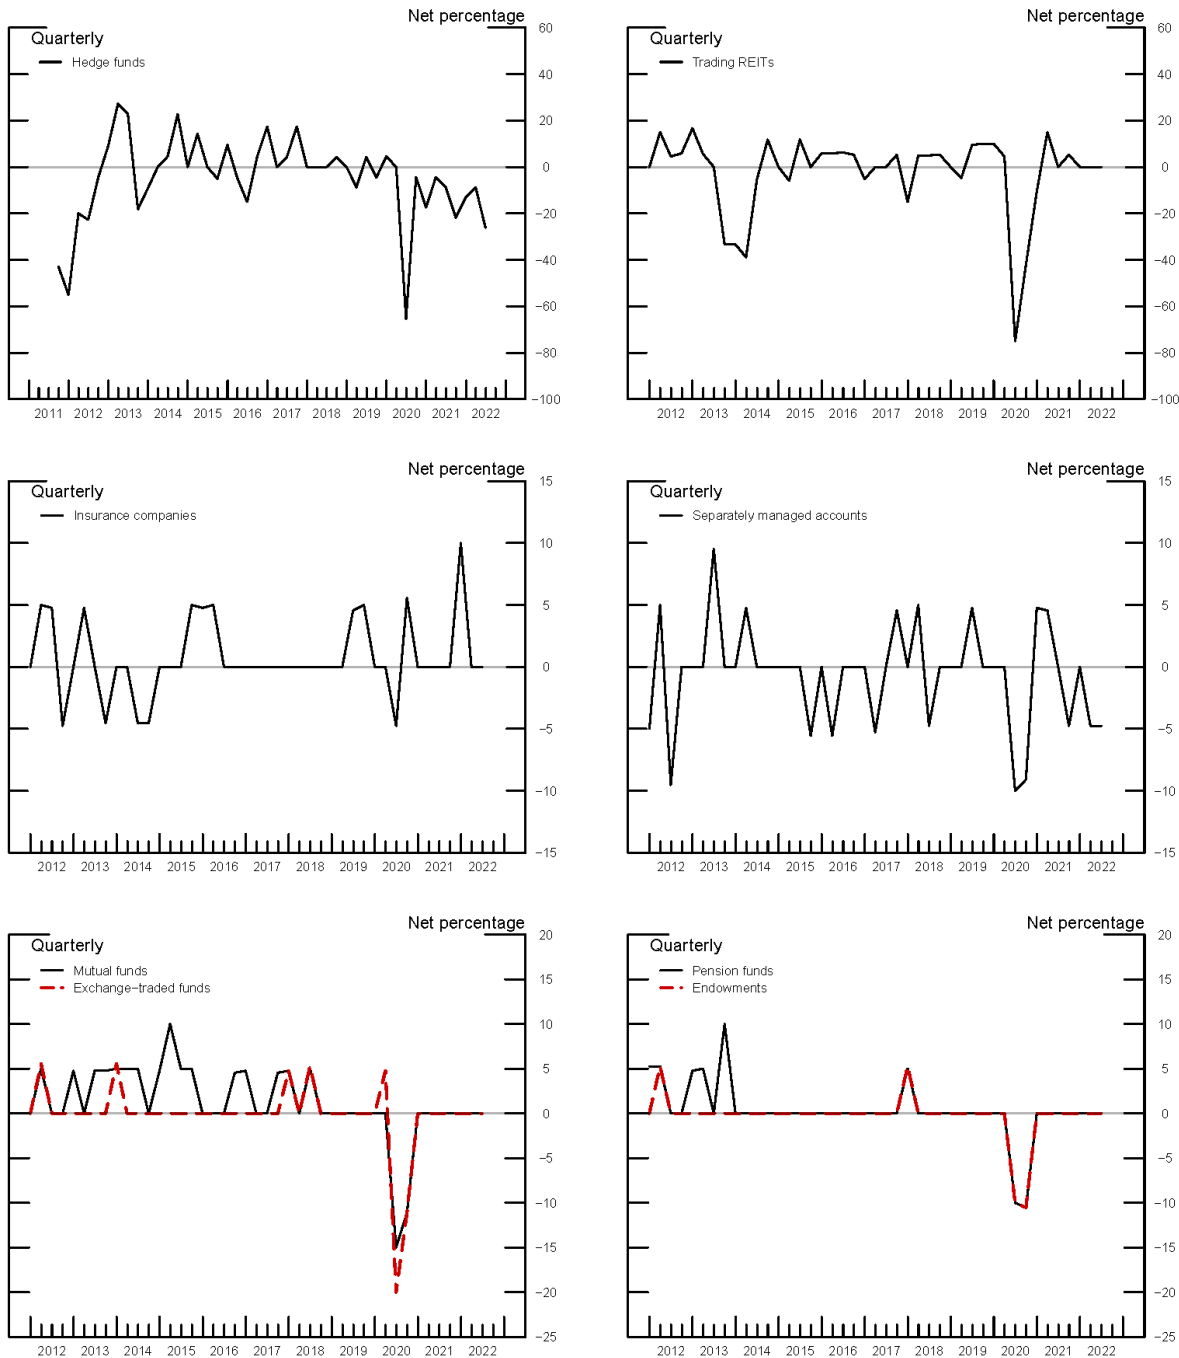 Net percentage
Quarterly
Hedge funds
60
40
20
0
−20
−40
−60
−80
−100
2011 2012 2013 2014 2015 2016 2017 2018 2019 2020 2021 2022
Net percentage
Quarterly
Trading REITs
60
40
20
0
−20
−40
−60
−80
−100
2012 2013 2014 2015 2016 2017 2018 2019 2020 2021 2022
Net percentage
Quarterly
Insurance companies
15
10
5
0
−5
−10
−15
2012 2013 2014 2015 2016 2017 2018 2019 2020 2021 2022
Net percentage
Quarterly
Separately managed accounts
15
10
5
0
−5
−10
−15
2012 2013 2014 2015 2016 2017 2018 2019 2020 2021 2022
Net percentage
Quarterly
Mutual funds
Exchange−traded funds
20
15
10
5
0
−5
−10
−15
−20
−25
2012 2013 2014 2015 2016 2017 2018 2019 2020 2021 2022
Net percentage
Quarterly
Pension funds
Endowments
20
15
10
5
0
−5
−10
−15
−20
−25
2012 2013 2014 2015 2016 2017 2018 2019 2020 2021 2022